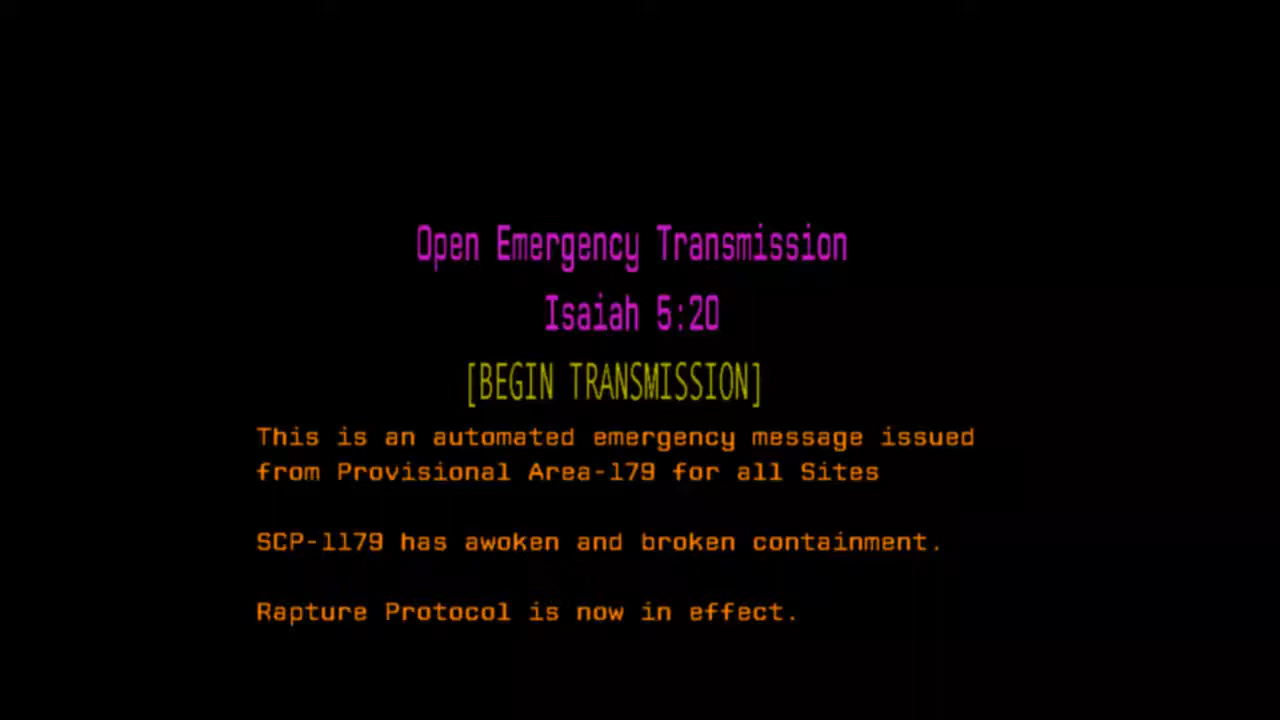 Open Emergency Transmission
Isaiah 5:20
[BEGIN TRANSMISSION]
This is an automated emergency message issued
from Provisional Area-179 for all Sites
SCP-1179 has awoken and broken containment.
Rapture Protocol is now in effect.